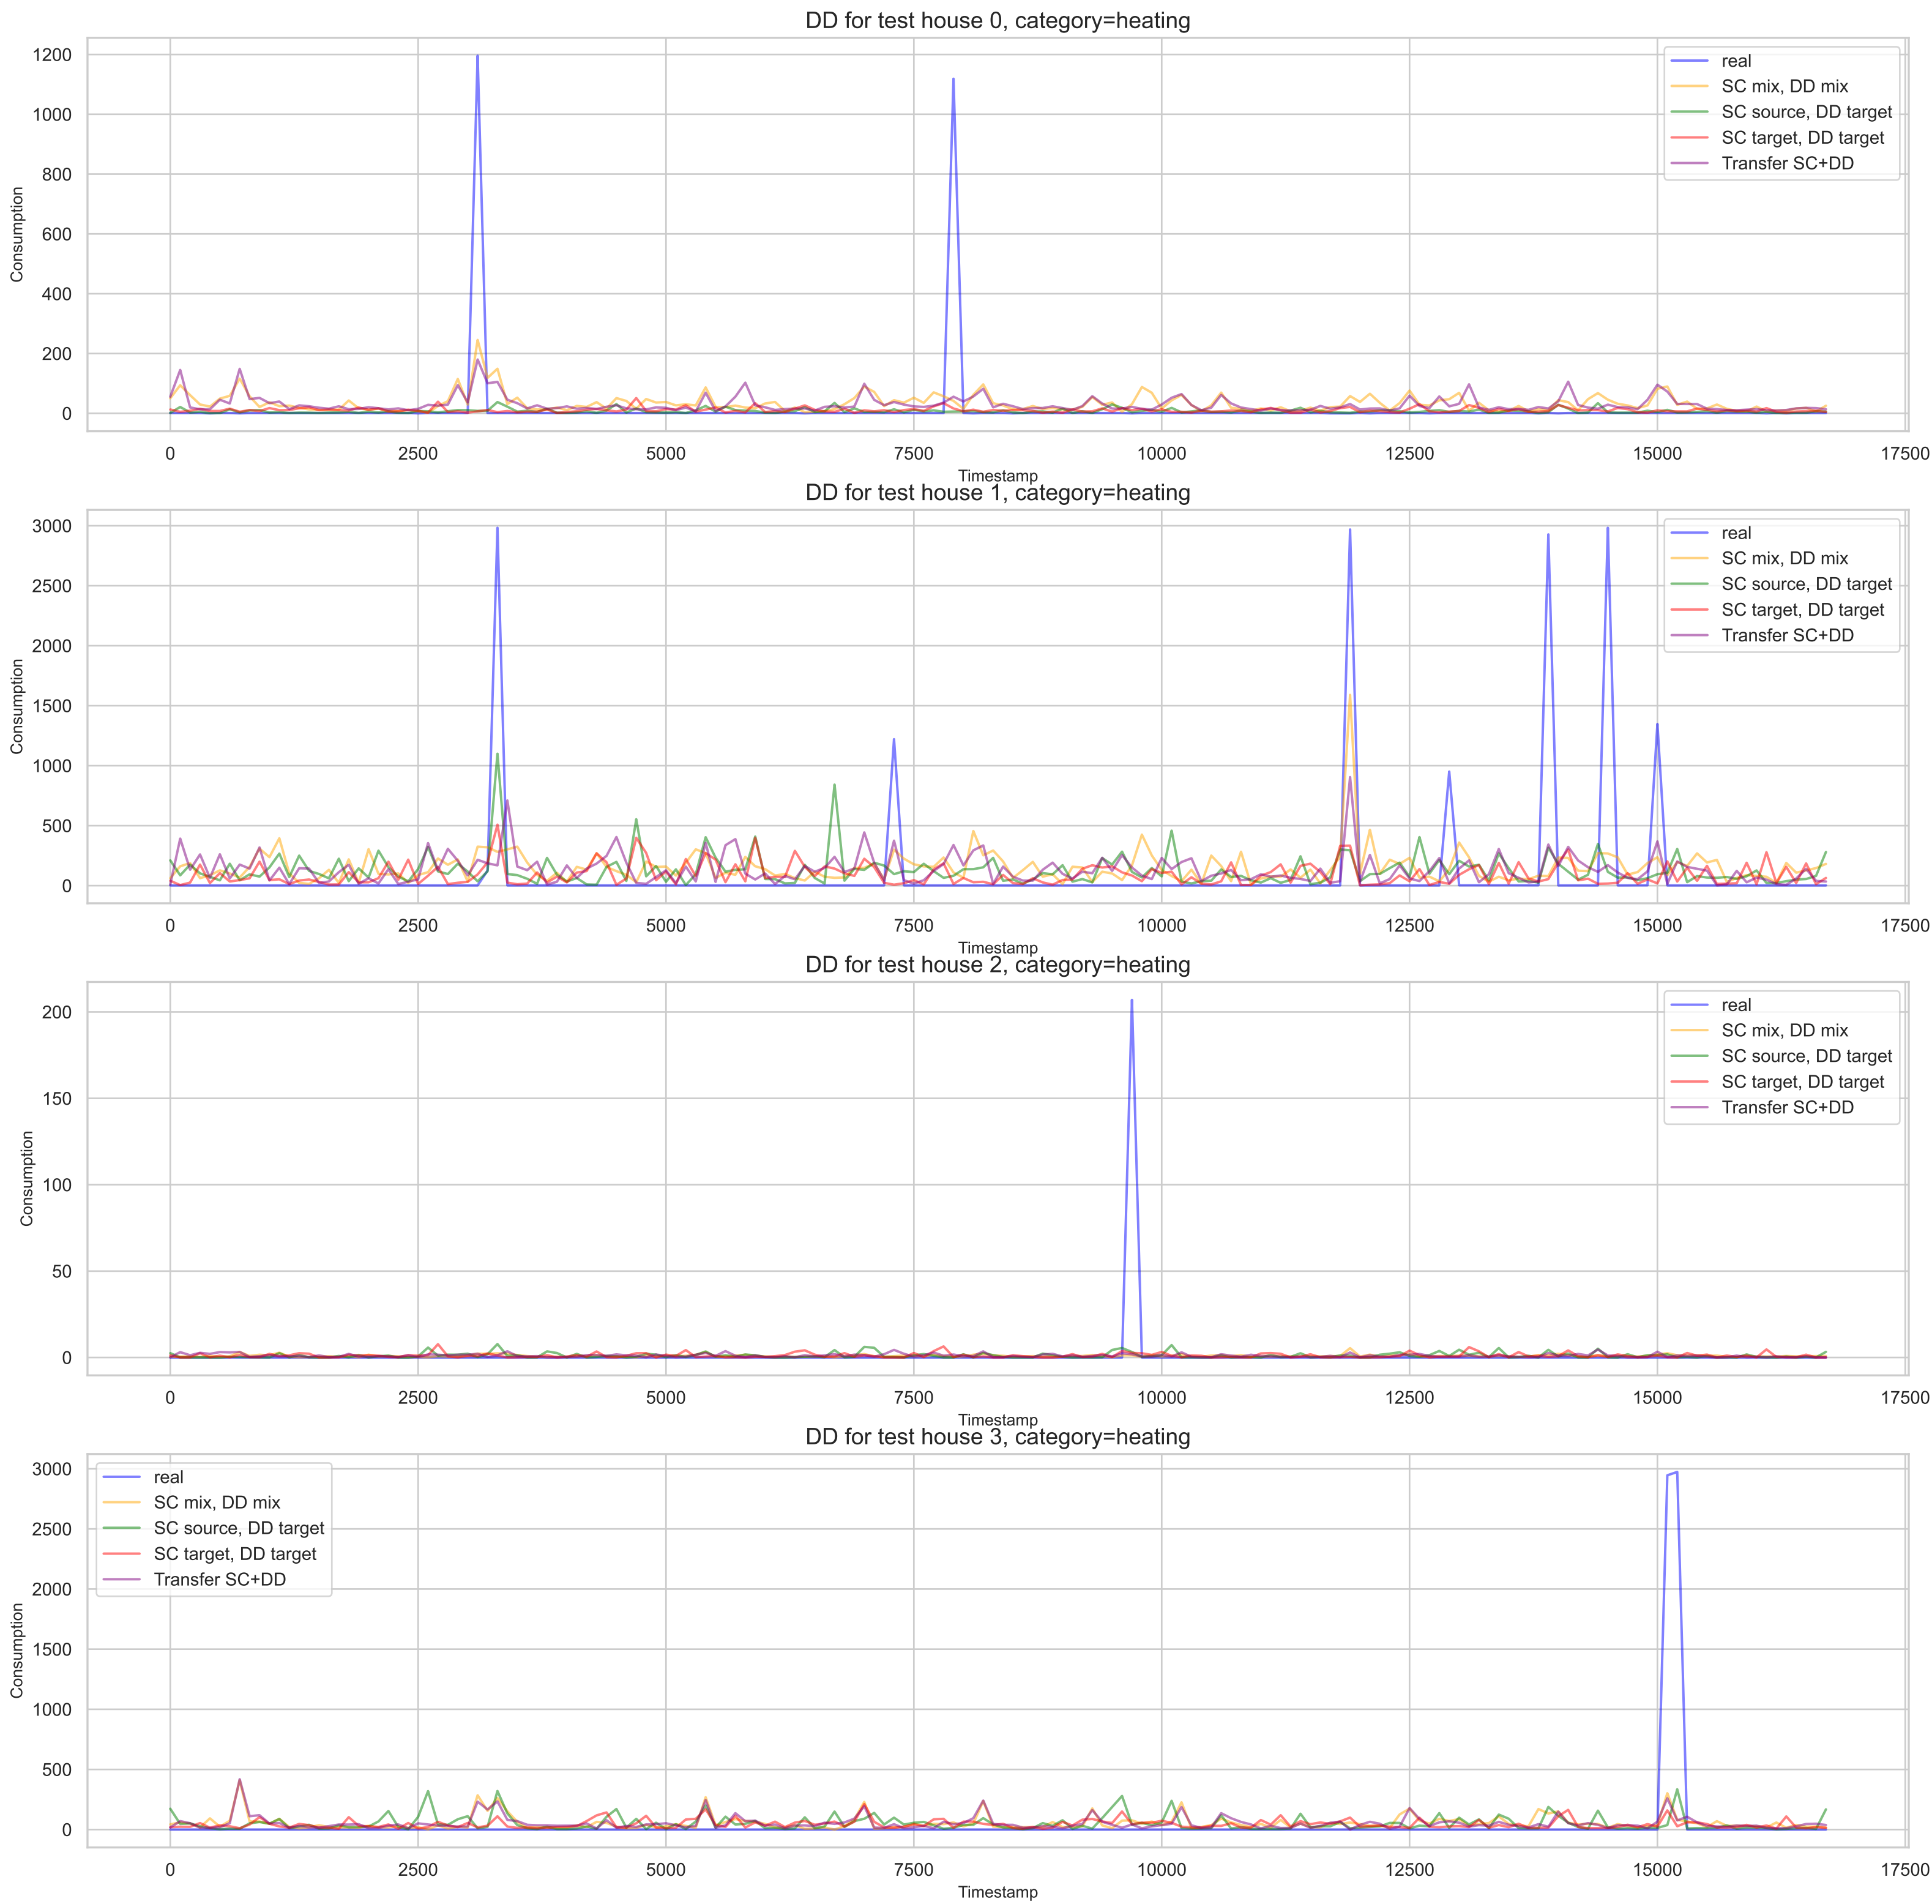 DD for test house 0, category=heating
1200
1000
800
600
400
200
0
Consumption
real
SC mix, DD mix
SC source, DD target
SC target, DD target
Transfer SC+DD
0 2500 5000 7500 10000 12500 15000 17500
Timestamp
DD for test house 1, category=heating
3000
2500
2000
1500
1000
500
0
Consumption
real
SC mix, DD mix
SC source, DD target
SC target, DD target
Transfer SC+DD
0 2500 5000 7500 10000 12500 15000 17500
Timestamp
DD for test house 2, category=heating
200
150
100
50
0
Consumption
real
SC mix, DD mix
SC source, DD target
SC target, DD target
Transfer SC+DD
0 2500 5000 7500 10000 12500 15000 17500
Timestamp
DD for test house 3, category=heating
3000
2500
2000
1500
1000
500
0
Consumption
real
SC mix, DD mix
SC source, DD target
SC target, DD target
Transfer SC+DD
0 2500 5000 7500 10000 12500 15000 17500
Timestamp